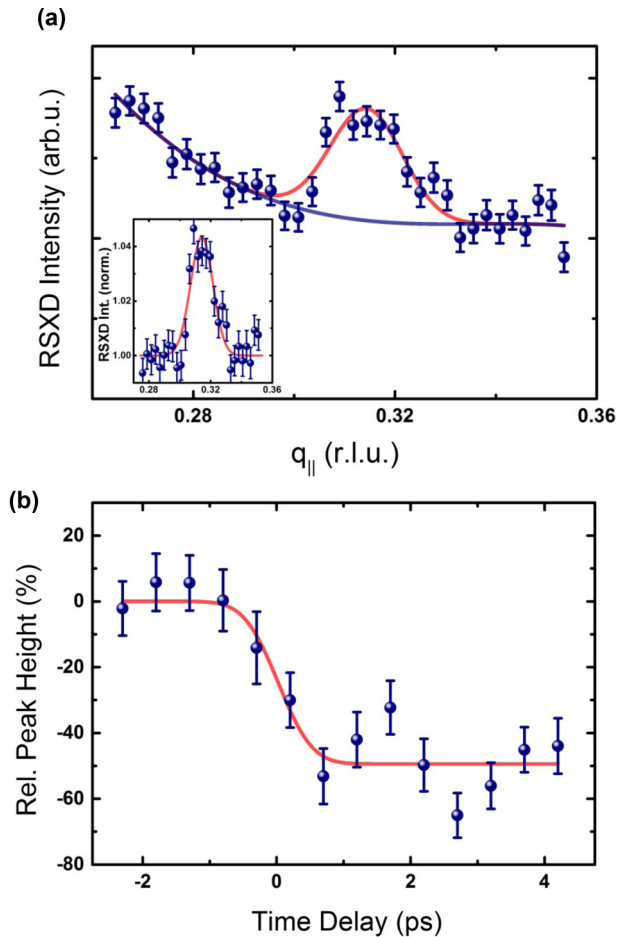 (a)
RSXD Intensity (arb.u.)
RSXD Int. (norm.)
1.04
1.02
1.00
0.28
0.32
0.36
0.28
0.32
0.36
q|| (r.l.u.)
(b)
Rel. Peak Height (%)
20
0
-20
-40
-60
-80
-2
0
2
4
Time Delay (ps)